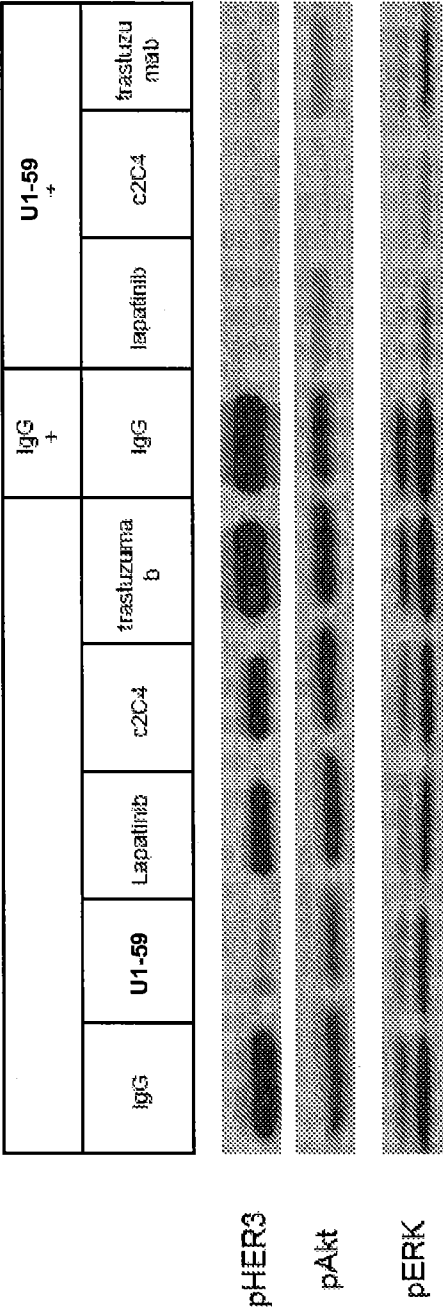 U1-59
+
IgG
+
trastuzu
mab
c2C4
lapatinib
IgG
trastuzuma
b
c2C4
Lapatinib
U1-59
IgG
pHER3
pAkt
pERK